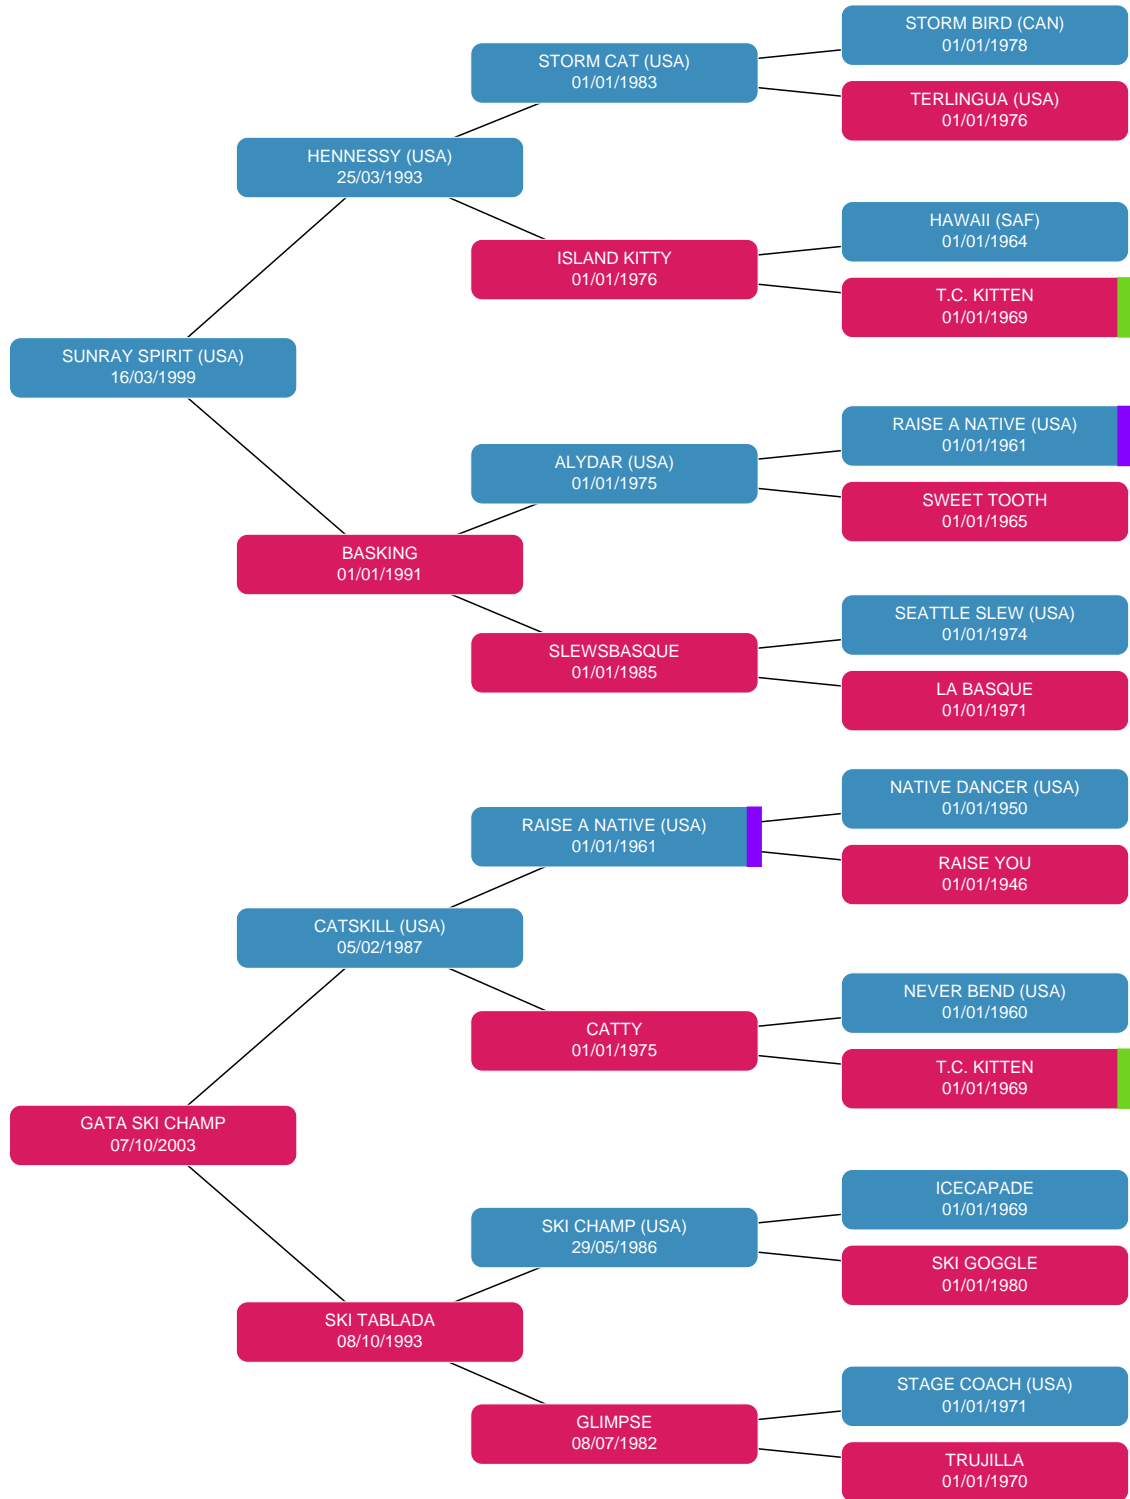 STORM BIRD (CAN)
01/01/1978
STORM CAT (USA)
01/01/1983
TERLINGUA (USA)
01/01/1976
HENNESSY (USA)
25/03/1993
HAWAII (SAF)
01/01/1964
ISLAND KITTY
01/01/1976
T.C. KITTEN
01/01/1969
SUNRAY SPIRIT (USA)
16/03/1999
RAISE A NATIVE (USA)
01/01/1961
ALYDAR (USA)
01/01/1975
SWEET TOOTH
01/01/1965
BASKING
01/01/1991
SEATTLE SLEW (USA)
01/01/1974
SLEWSBASQUE
01/01/1985
LA BASQUE
01/01/1971
NATIVE DANCER (USA)
01/01/1950
RAISE A NATIVE (USA)
01/01/1961
RAISE YOU
01/01/1946
CATSKILL (USA)
05/02/1987
NEVER BEND (USA)
01/01/1960
CATTY
01/01/1975
T.C. KITTEN
01/01/1969
GATA SKI CHAMP
07/10/2003
ICECAPADE
01/01/1969
SKI CHAMP (USA)
29/05/1986
SKI GOGGLE
01/01/1980
SKI TABLADA
08/10/1993
STAGE COACH (USA)
01/01/1971
GLIMPSE
08/07/1982
TRUJILLA
01/01/1970